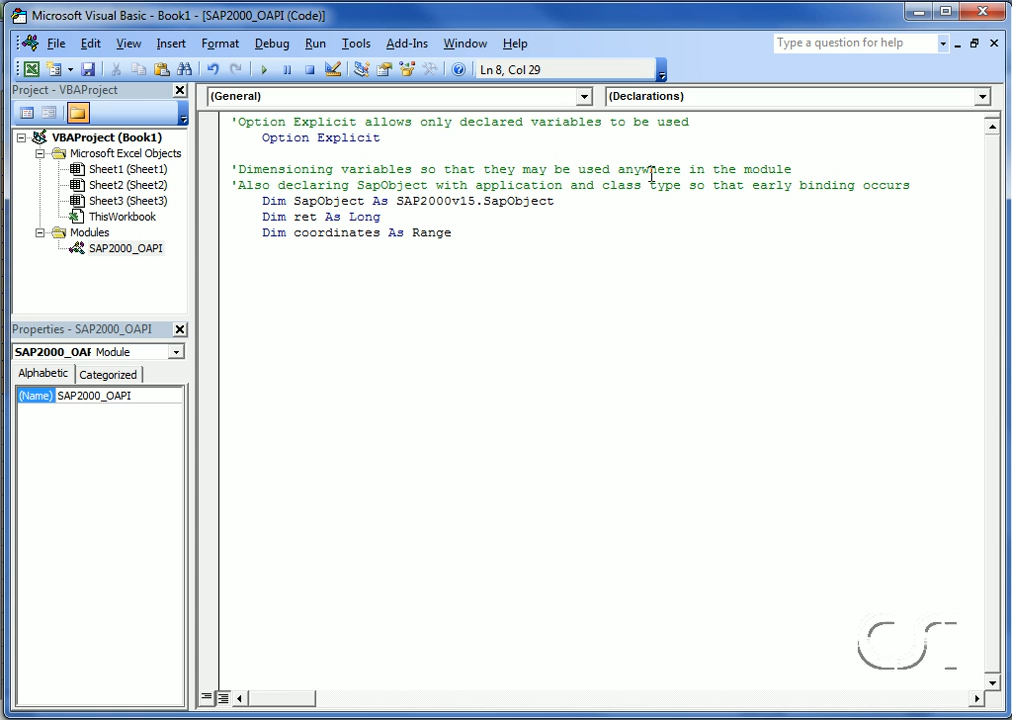 Microsoft Visual Basic - Book1 - [SAP2000_OAPI (Code)]
File Edit View Insert Format Debug Run Tools Add-Ins Window Help
Type a question for help
Ln 8, Col 29
Project - VBAProject
(General)
(Declarations)
VBAProject (Book1)
Microsoft Excel Objects
Sheet1 (Sheet1)
Sheet2 (Sheet2)
Sheet3 (Sheet3)
ThisWorkbook
Modules
SAP2000_OAPI
Properties - SAP2000_OAPI
SAP2000_OAF Module
Alphabetic Categorized
(Name) SAP2000_OAPI
'Option Explicit allows only declared variables to be used
Option Explicit
'Dimensioning variables so that they may be used anywhere in the module
'Also declaring SapObject with application and class type so that early binding occurs
Dim SapObject As SAP2000v15.SapObject
Dim ret As Long
Dim coordinates As Range
CSI